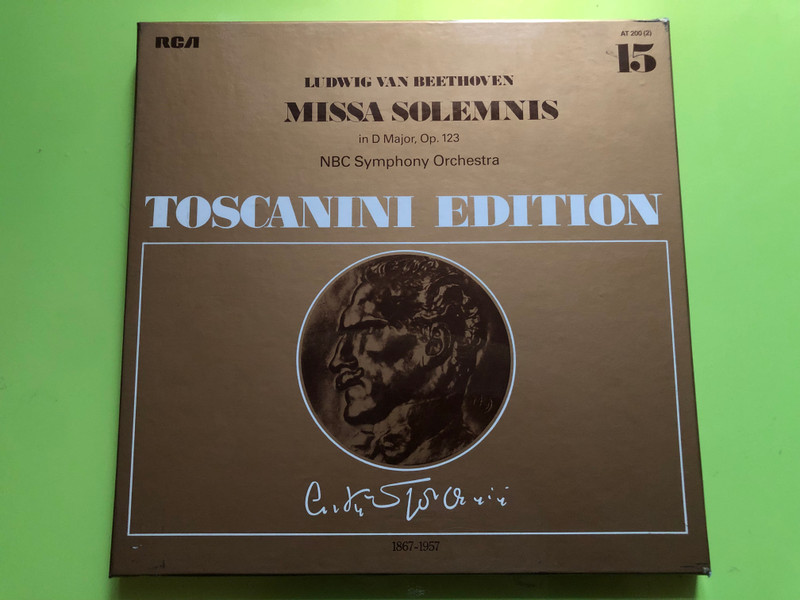 RCA
AT 200 (2)
15
LUDWIG VAN BEETHOVEN
MISSA SOLEMNIS
in D Major, Op. 123
NBC Symphony Orchestra
TOSCANINI EDITION
1867-1957